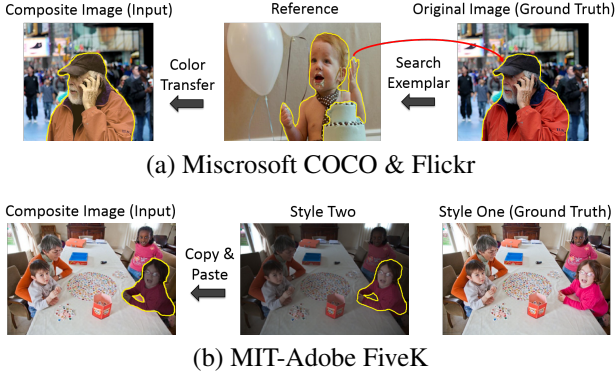 Composite Image (Input)
Reference
Original Image (Ground Truth)
Color
Transfer
Search
Exemplar
(a) Miscrosoft COCO & Flickr
Composite Image (Input)
Style Two
Style One (Ground Truth)
Copy &
Paste
(b) MIT-Adobe FiveK